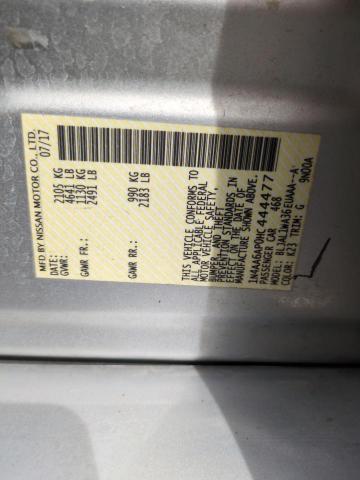 MFD BY NISSAN MOTOR CO., LTD.
DATE: 07/17
GVWR: 2105 KG
4641 LB
GAWR FR.: 1130 KG
2491 LB
GAWR RR.: 990 KG
2183 LB
THIS VEHICLE CONFORMS TO
ALL APPLICABLE FEDERAL
MOTOR VEHICLE SAFETY,
BUMPER, AND THEFT
PREVENTION STANDARDS IN
EFFECT ON THE DATE OF
MANUFACTURE SHOWN ABOVE.
1N4AA6AP0HC444477
PASSENGER CAR 468
COLOR: K23 TRIM: G 9NODA